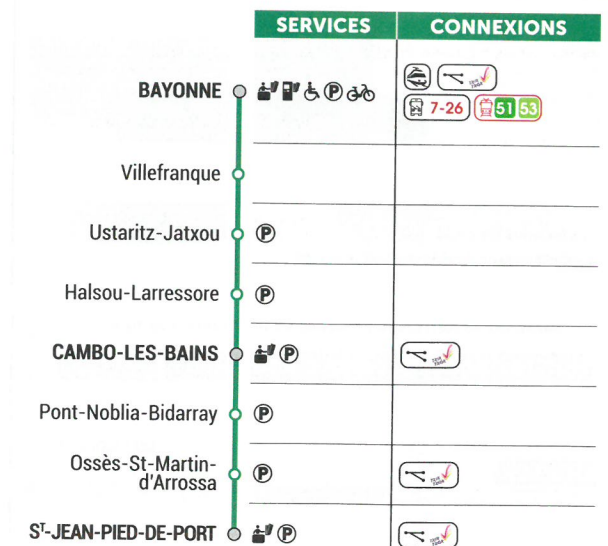 SERVICES CONNEXIONS
BAYONNE P
7-26 51 53
Villefranque
Ustaritz-Jatxou P
Halsou-Larressore P
CAMBO-LES-BAINS P
Pont-Noblia-Bidarray P
Ossès-St-Martin-
d'Arrossa P
Sᵀ-JEAN-PIED-DE-PORT P